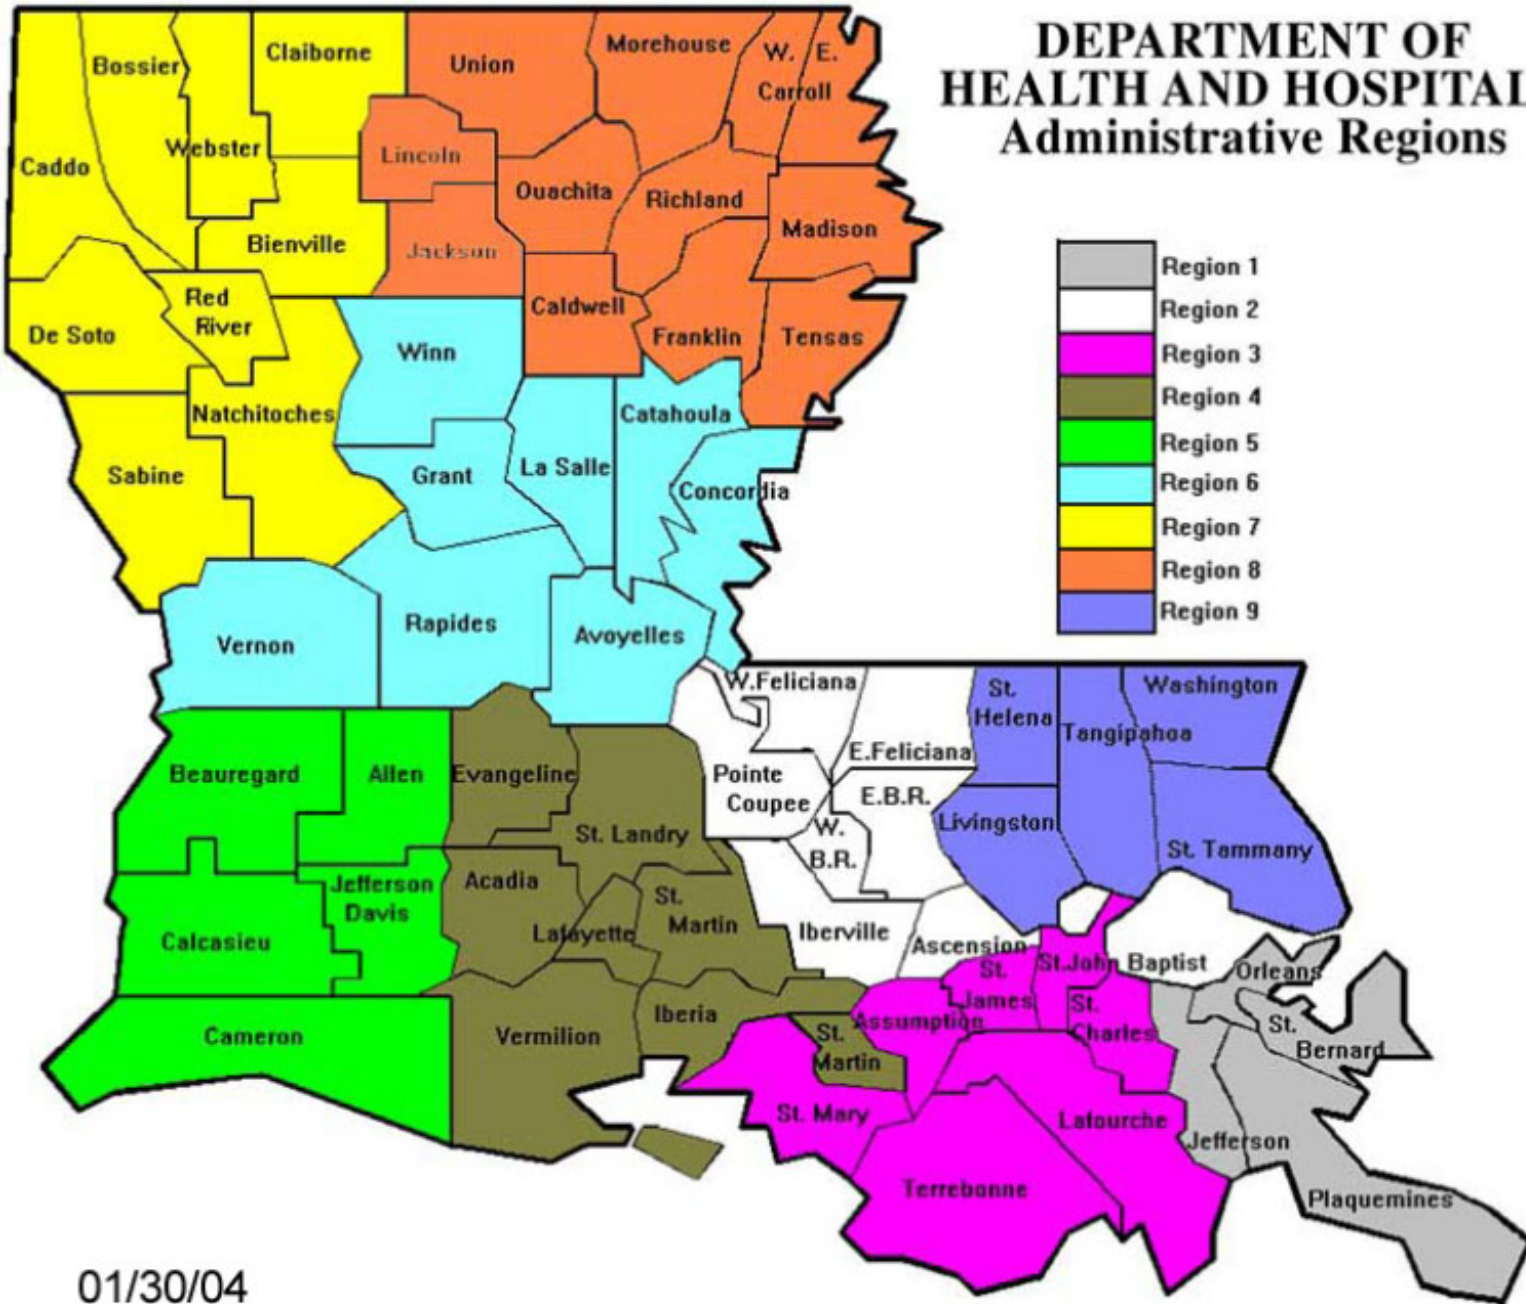 DEPARTMENT OF
HEALTH AND HOSPITAL
Administrative Regions
Region 1
Region 2
Region 3
Region 4
Region 5
Region 6
Region 7
Region 8
Region 9
Caddo
Bossier
Webster
Claiborne
Union
Morehouse
W. E.
Carroll
Lincoln
Bienville
Jackson
Ouachita
Richland
Madison
De Soto
Red
River
Caldwell
Franklin
Tensas
Winn
Natchitoches
Sabine
Grant
La Salle
Catahoula
Concordia
Vernon
Rapides
Avoyelles
W.Feliciana
E.Feliciana
St.
Helena
Tangipahoa
Washington
Beauregard
Allen
Evangeline
St. Landry
Pointe
Coupee
E.B.R.
W.
B.R.
Livingston
St. Tammany
Calcasieu
Jefferson
Davis
Acadia
Lafayette
St.
Martin
Iberville
Ascension
St.
James
St.John Baptist
St.
Charles
Orleans
St.
Bernard
Cameron
Vermilion
Iberia
St.
Martin
Assumption
St. Mary
Terrebonne
Lafourche
Jefferson
Plaquemines
01/30/04